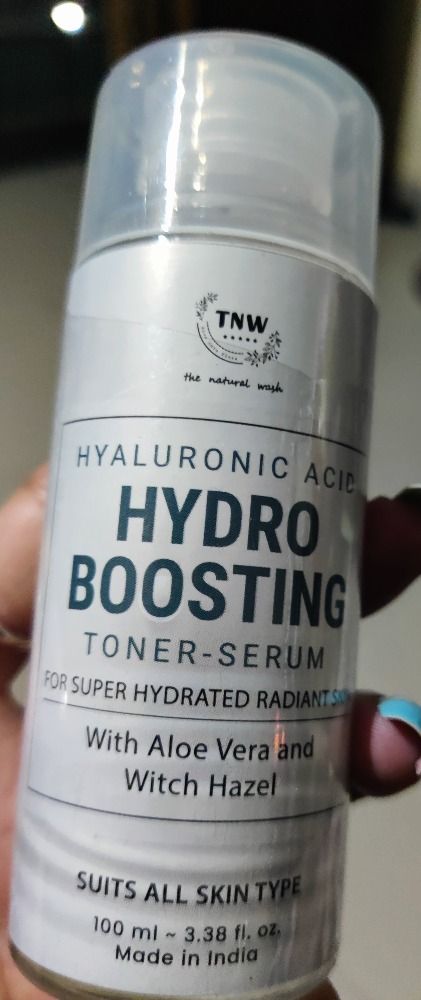 TNW
the natural wash
HYALURONIC ACID
HYDRO
BOOSTING
TONER-SERUM
FOR SUPER HYDRATED RADIANT SKIN
With Aloe Vera and
Witch Hazel
SUITS ALL SKIN TYPE
100 ml ~ 3.38 fl. oz.
Made in India